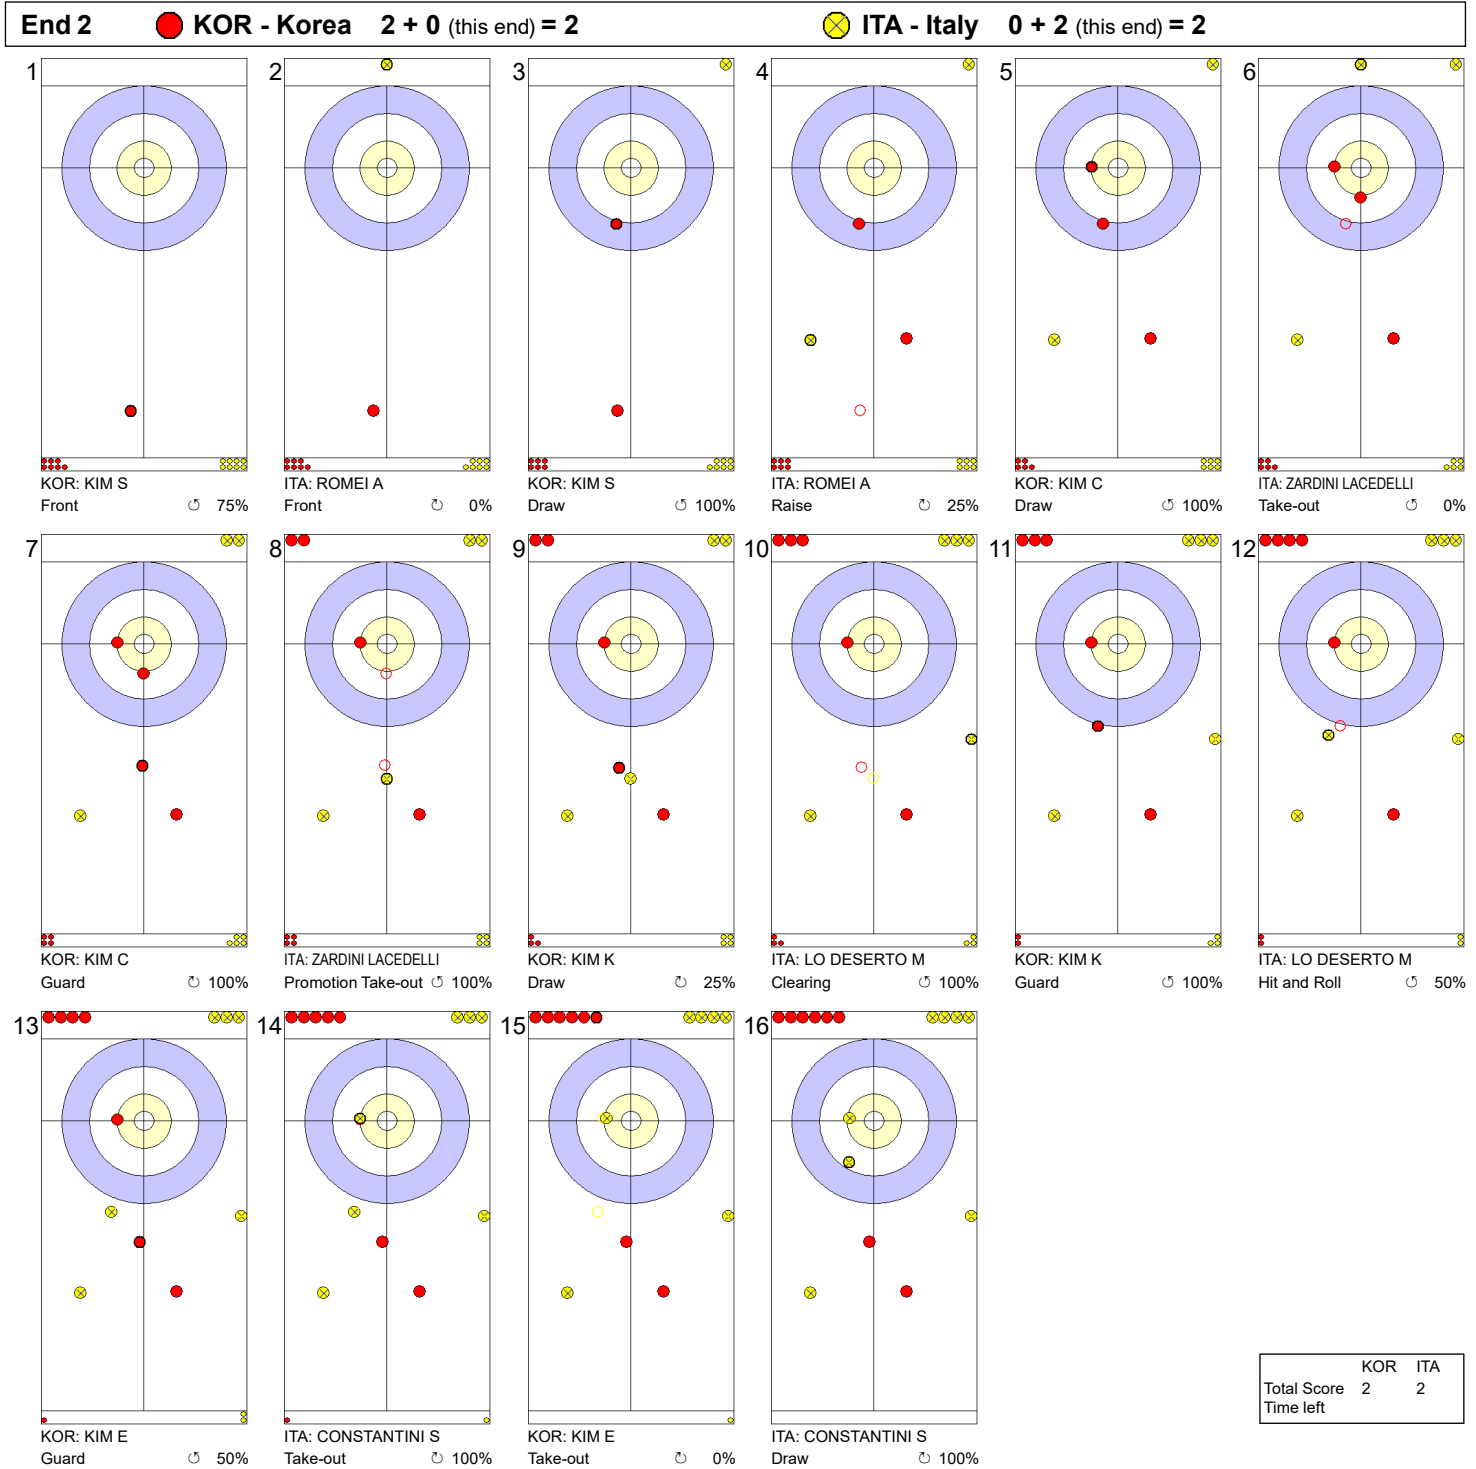 End 2 KOR - Korea 2 + 0 (this end) = 2 ITA - Italy 0 + 2 (this end) = 2
1 2 3 4 5 6
KOR: KIM S ITA: ROMEI A KOR: KIM S ITA: ROMEI A KOR: KIM C ITA: ZARDINI LACEDELLI
Front ↺ 75% Front ↻ 0% Draw ↺ 100% Raise ↻ 25% Draw ↺ 100% Take-out ↻ 0%
7 8 9 10 11 12
KOR: KIM C ITA: ZARDINI LACEDELLI KOR: KIM K ITA: LO DESERTO M KOR: KIM K ITA: LO DESERTO M
Guard ↻ 100% Promotion Take-out ↻ 100% Draw ↻ 25% Clearing ↺ 100% Guard ↻ 100% Hit and Roll ↺ 50%
13 14 15 16
KOR: KIM E ITA: CONSTANTINI S KOR: KIM E ITA: CONSTANTINI S
Guard ↺ 50% Take-out ↺ 100% Take-out ↻ 0% Draw ↺ 100%
KOR ITA
Total Score 2 2
Time left